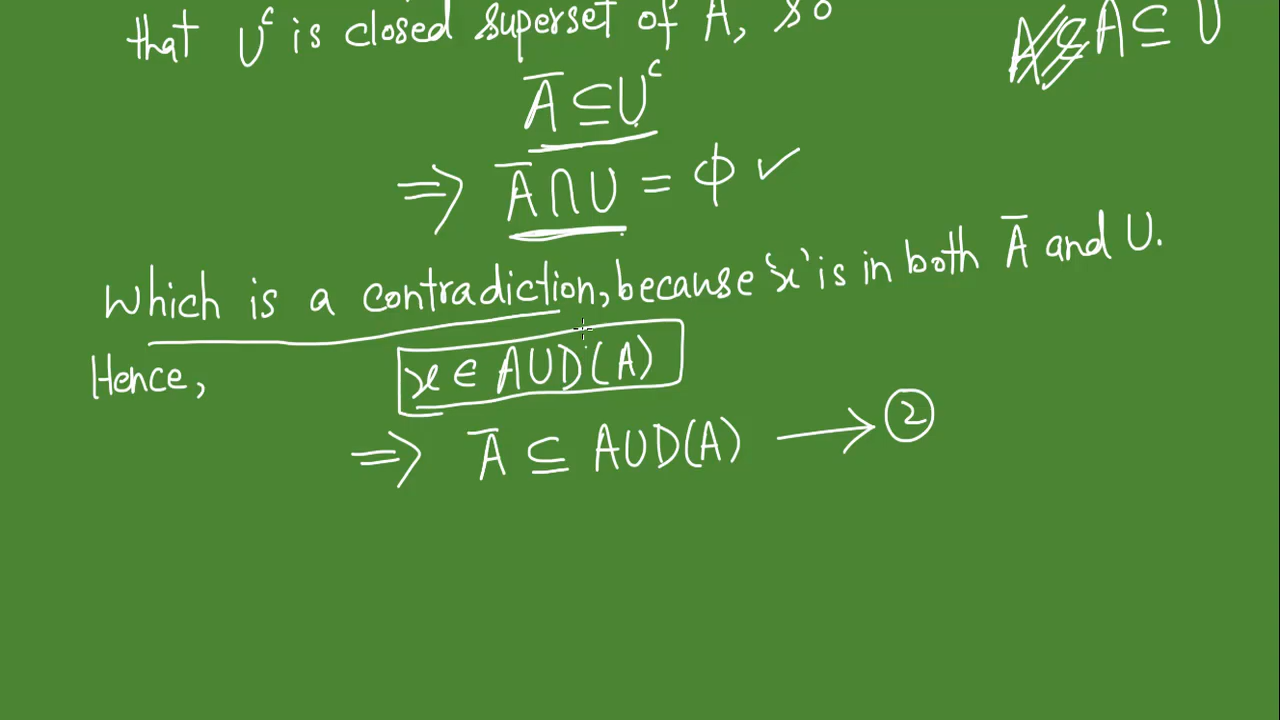 that Uᶜ is closed superset of A, so
A ⊆ U
A̅ ⊆ Uᶜ
⇒ A̅ ∩ U = ϕ ✓
Which is a contradiction, because 'x' is in both A̅ and U.
Hence,
x ∈ A∪D(A)
⇒ A̅ ⊆ A∪D(A) → ②